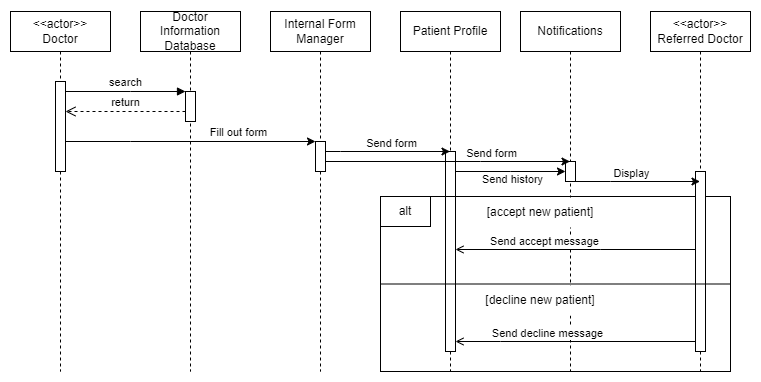 <<actor>>
Doctor
Doctor
Information
Database
Internal Form
Manager
Patient Profile
Notifications
<<actor>>
Referred Doctor
search
return
Fill out form
Send form
Send form
Send history
Display
alt
[accept new patient]
Send accept message
[decline new patient]
Send decline message